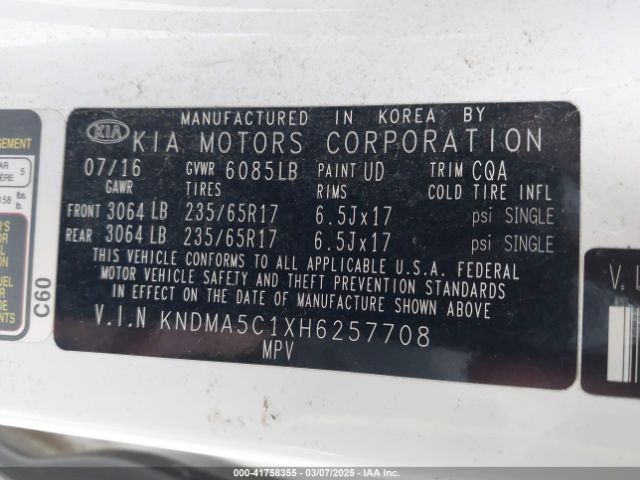 MANUFACTURED IN KOREA BY
KIA KIA MOTORS CORPORATION
07/16 GVWR 6085LB PAINT UD TRIM CQA
GAWR TIRES RIMS COLD TIRE INFL
FRONT 3064 LB 235/65R17 6.5Jx17 psi SINGLE
REAR 3064 LB 235/65R17 6.5Jx17 psi SINGLE
THIS VEHICLE CONFORMS TO ALL APPLICABLE U.S.A. FEDERAL
MOTOR VEHICLE SAFETY AND THEFT PREVENTION STANDARDS
IN EFFECT ON THE DATE OF MANUFACTURE SHOWN ABOVE
V.I.N KNDMA5C1XH6257708
MPV
C60
000-41758355 - 03/07/2025 - IAA Inc.